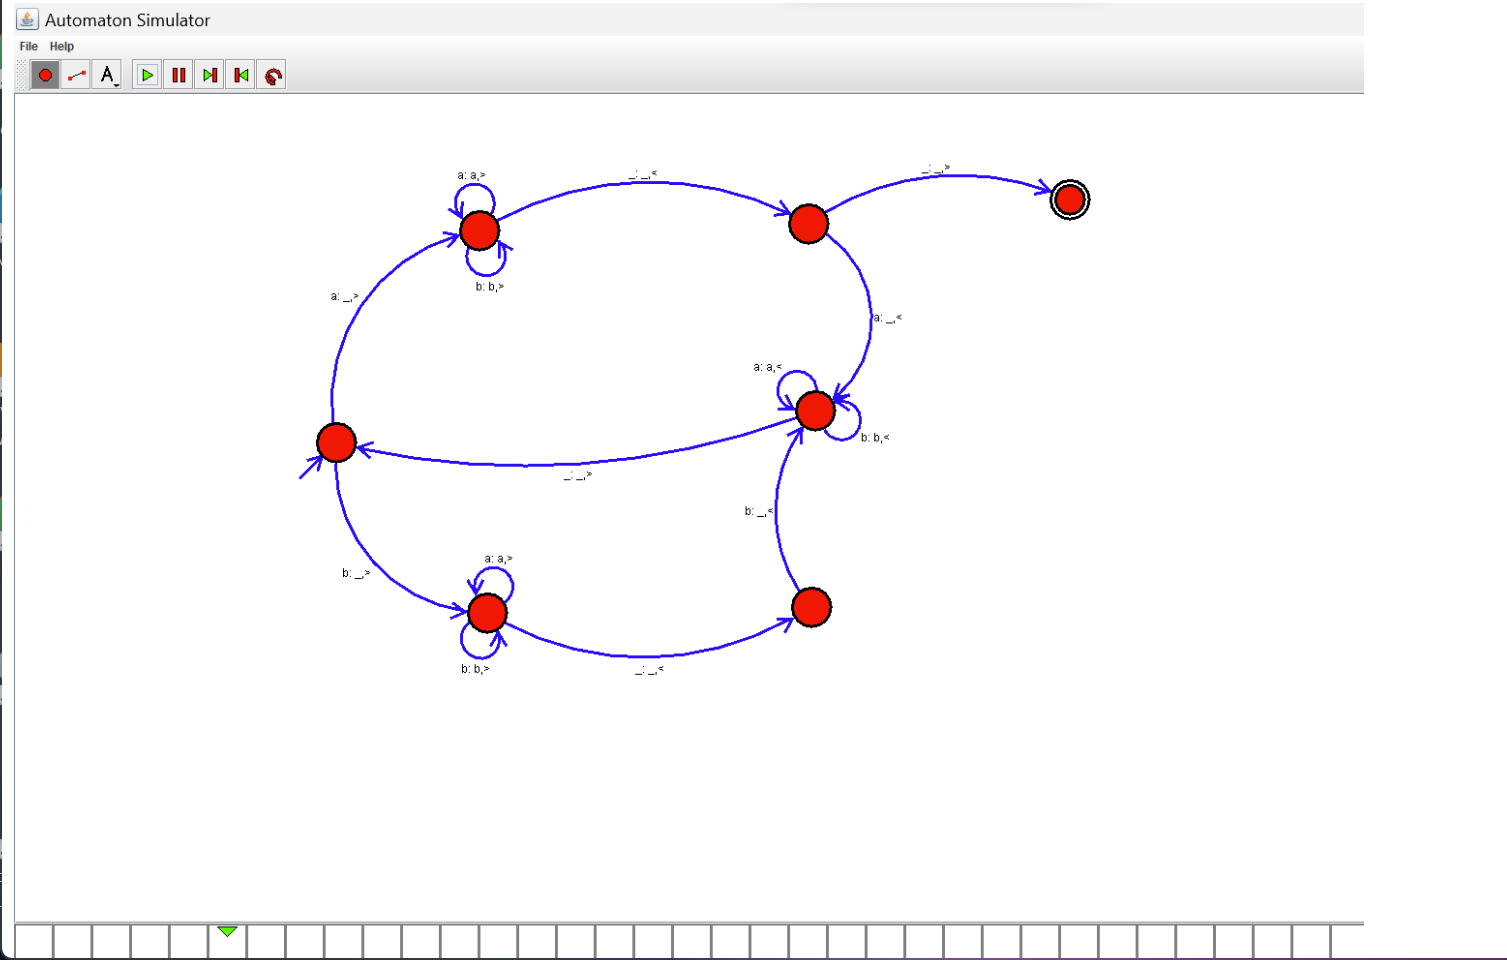 Automaton Simulator
File Help
A
_: _,>
a: a,>
_: _,<
b: b,>
a: _,>
a: _,<
a: a,<
b: b,<
_: _,>
b: _,<
a: a,>
b: _,>
b: b,>
_: _,<